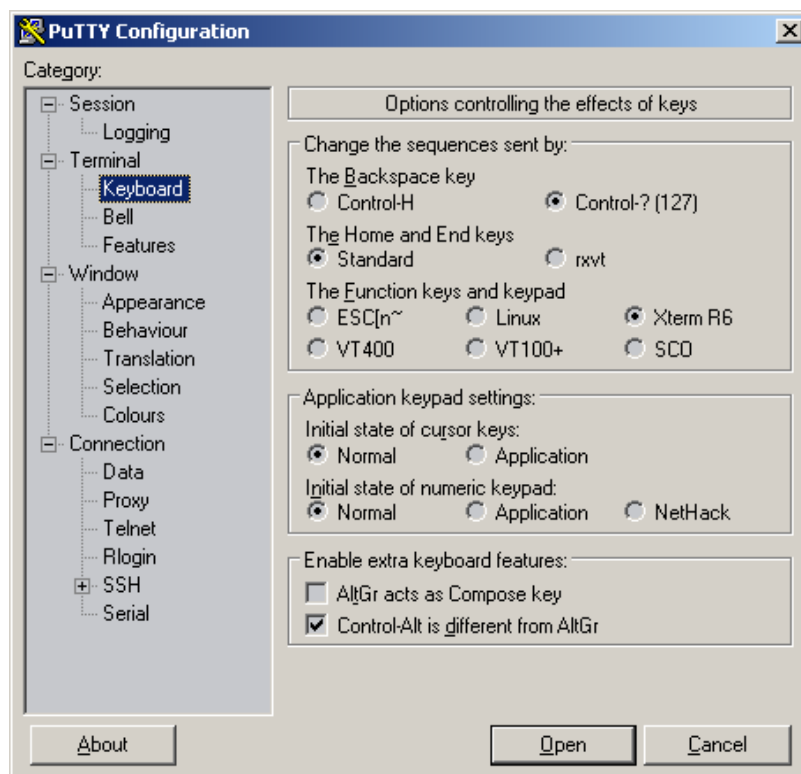 PuTTY Configuration
Category:
Session
Logging
Terminal
Keyboard
Bell
Features
Window
Appearance
Behaviour
Translation
Selection
Colours
Connection
Data
Proxy
Telnet
Rlogin
SSH
Serial
Options controlling the effects of keys
Change the sequences sent by:
The Backspace key
Control-H Control-? (127)
The Home and End keys
Standard rxvt
The Function keys and keypad
ESC[n~ Linux Xterm R6
VT400 VT100+ SCO
Application keypad settings:
Initial state of cursor keys:
Normal Application
Initial state of numeric keypad:
Normal Application NetHack
Enable extra keyboard features:
AltGr acts as Compose key
Control-Alt is different from AltGr
About Open Cancel